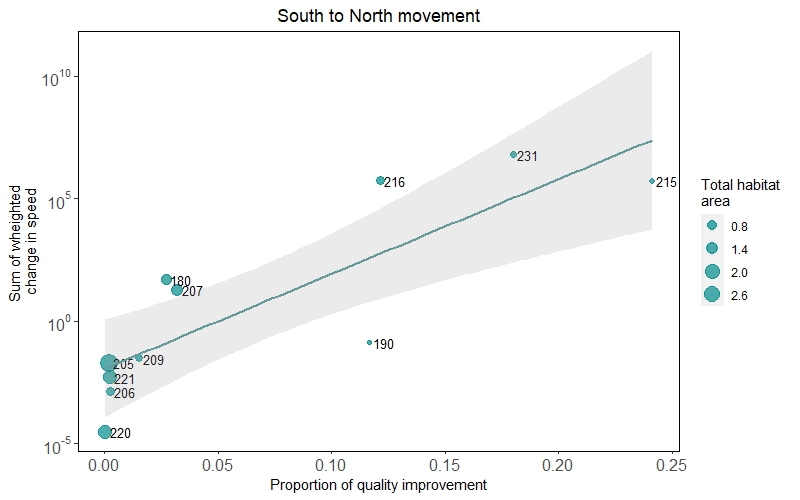 South to North movement
10^10
10^5
10^0
10^-5
Sum of wheighted
change in speed
216
231
215
180
207
190
205
209
221
206
220
0.00 0.05 0.10 0.15 0.20 0.25
Proportion of quality improvement
Total habitat
area
0.8
1.4
2.0
2.6